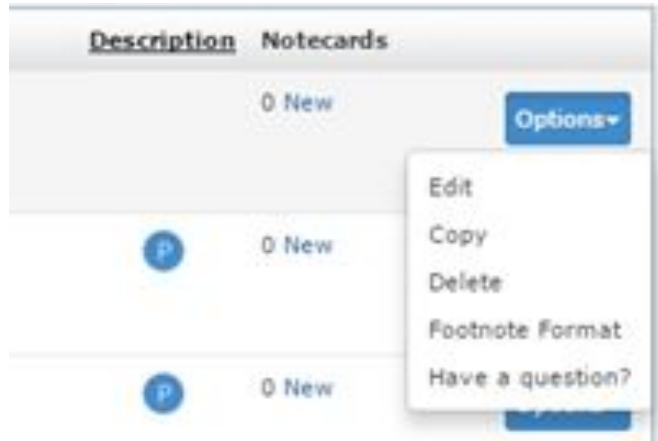 Description Notecards
0 New Options
Edit
Copy
P 0 New
Delete
Footnote Format
Have a question?
P 0 New